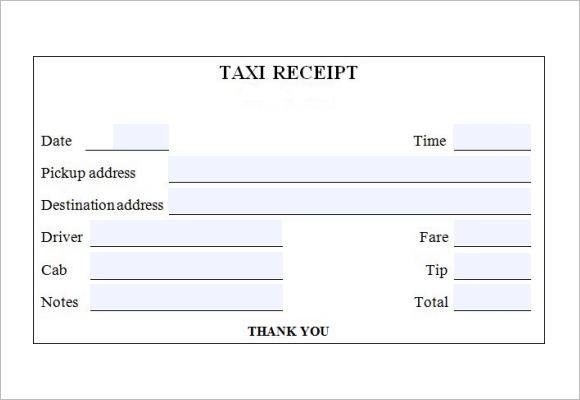 TAXI RECEIPT
Date Time
Pickup address
Destination address
Driver Fare
Cab Tip
Notes Total
THANK YOU